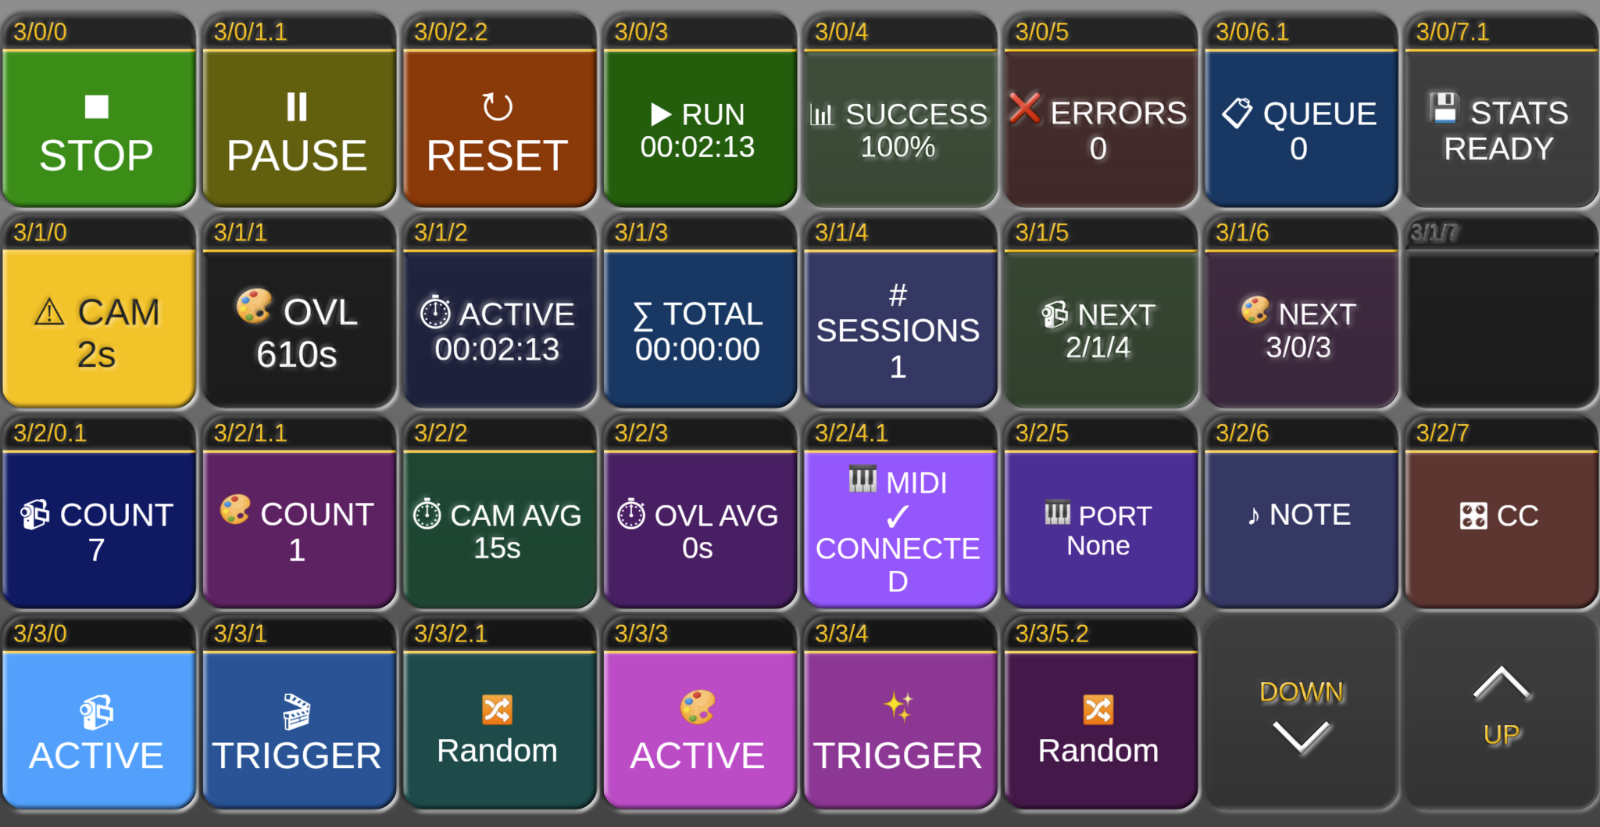 3/0/0
■
STOP
3/0/1.1
⏸
PAUSE
3/0/2.2
↻
RESET
3/0/3
▶ RUN
00:02:13
3/0/4
📊 SUCCESS
100%
3/0/5
❌ ERRORS
0
3/0/6.1
📋 QUEUE
0
3/0/7.1
💾 STATS
READY
3/1/0
⚠ CAM
2s
3/1/1
🎨 OVL
610s
3/1/2
⏱ ACTIVE
00:02:13
3/1/3
∑ TOTAL
00:00:00
3/1/4
#
SESSIONS
1
3/1/5
📹 NEXT
2/1/4
3/1/6
🎨 NEXT
3/0/3
3/1/7
3/2/0.1
📹 COUNT
7
3/2/1.1
🎨 COUNT
1
3/2/2
⏱ CAM AVG
15s
3/2/3
⏱ OVL AVG
0s
3/2/4.1
🎹 MIDI
✓
CONNECTE
D
3/2/5
🎹 PORT
None
3/2/6
♪ NOTE
3/2/7
🎛 CC
3/3/0
📹
ACTIVE
3/3/1
🎬
TRIGGER
3/3/2.1
🔀
Random
3/3/3
🎨
ACTIVE
3/3/4
✨
TRIGGER
3/3/5.2
🔀
Random
DOWN
UP